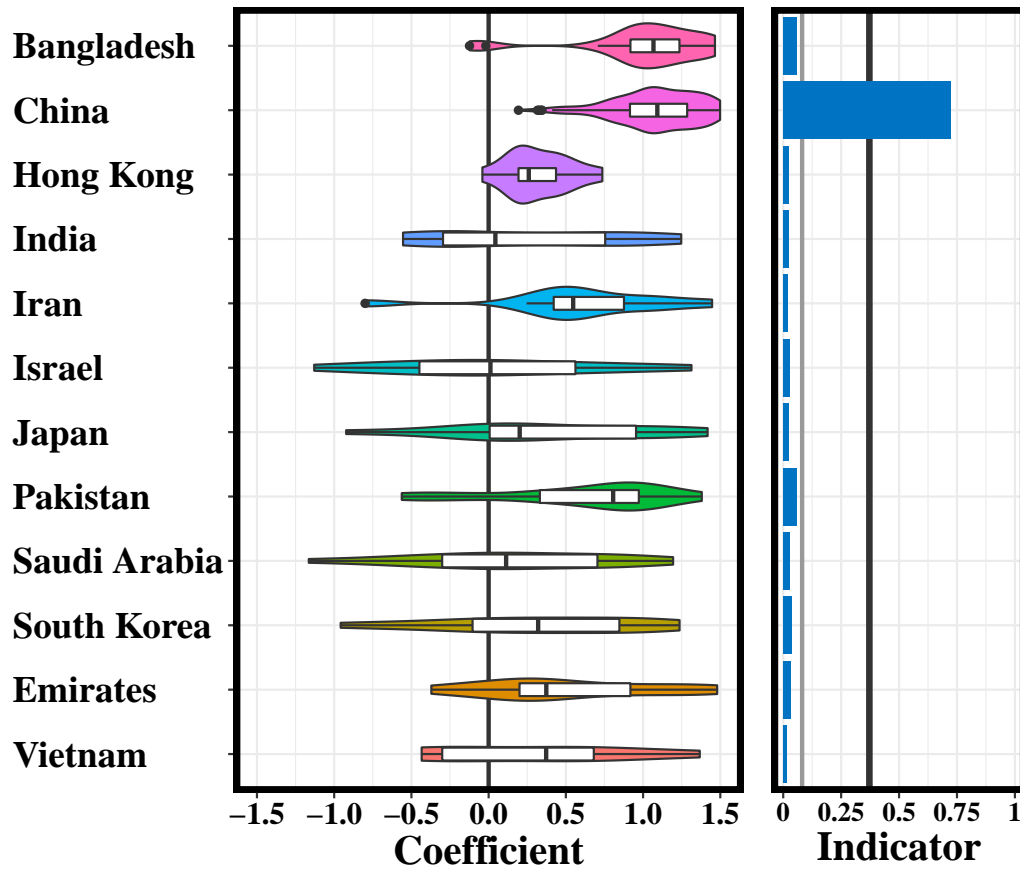 Bangladesh
China
Hong Kong
India
Iran
Israel
Japan
Pakistan
Saudi Arabia
South Korea
Emirates
Vietnam
−1.5 −1.0 −0.5 0.0 0.5 1.0 1.5
Coefficient
0 0.25 0.5 0.75 1
Indicator